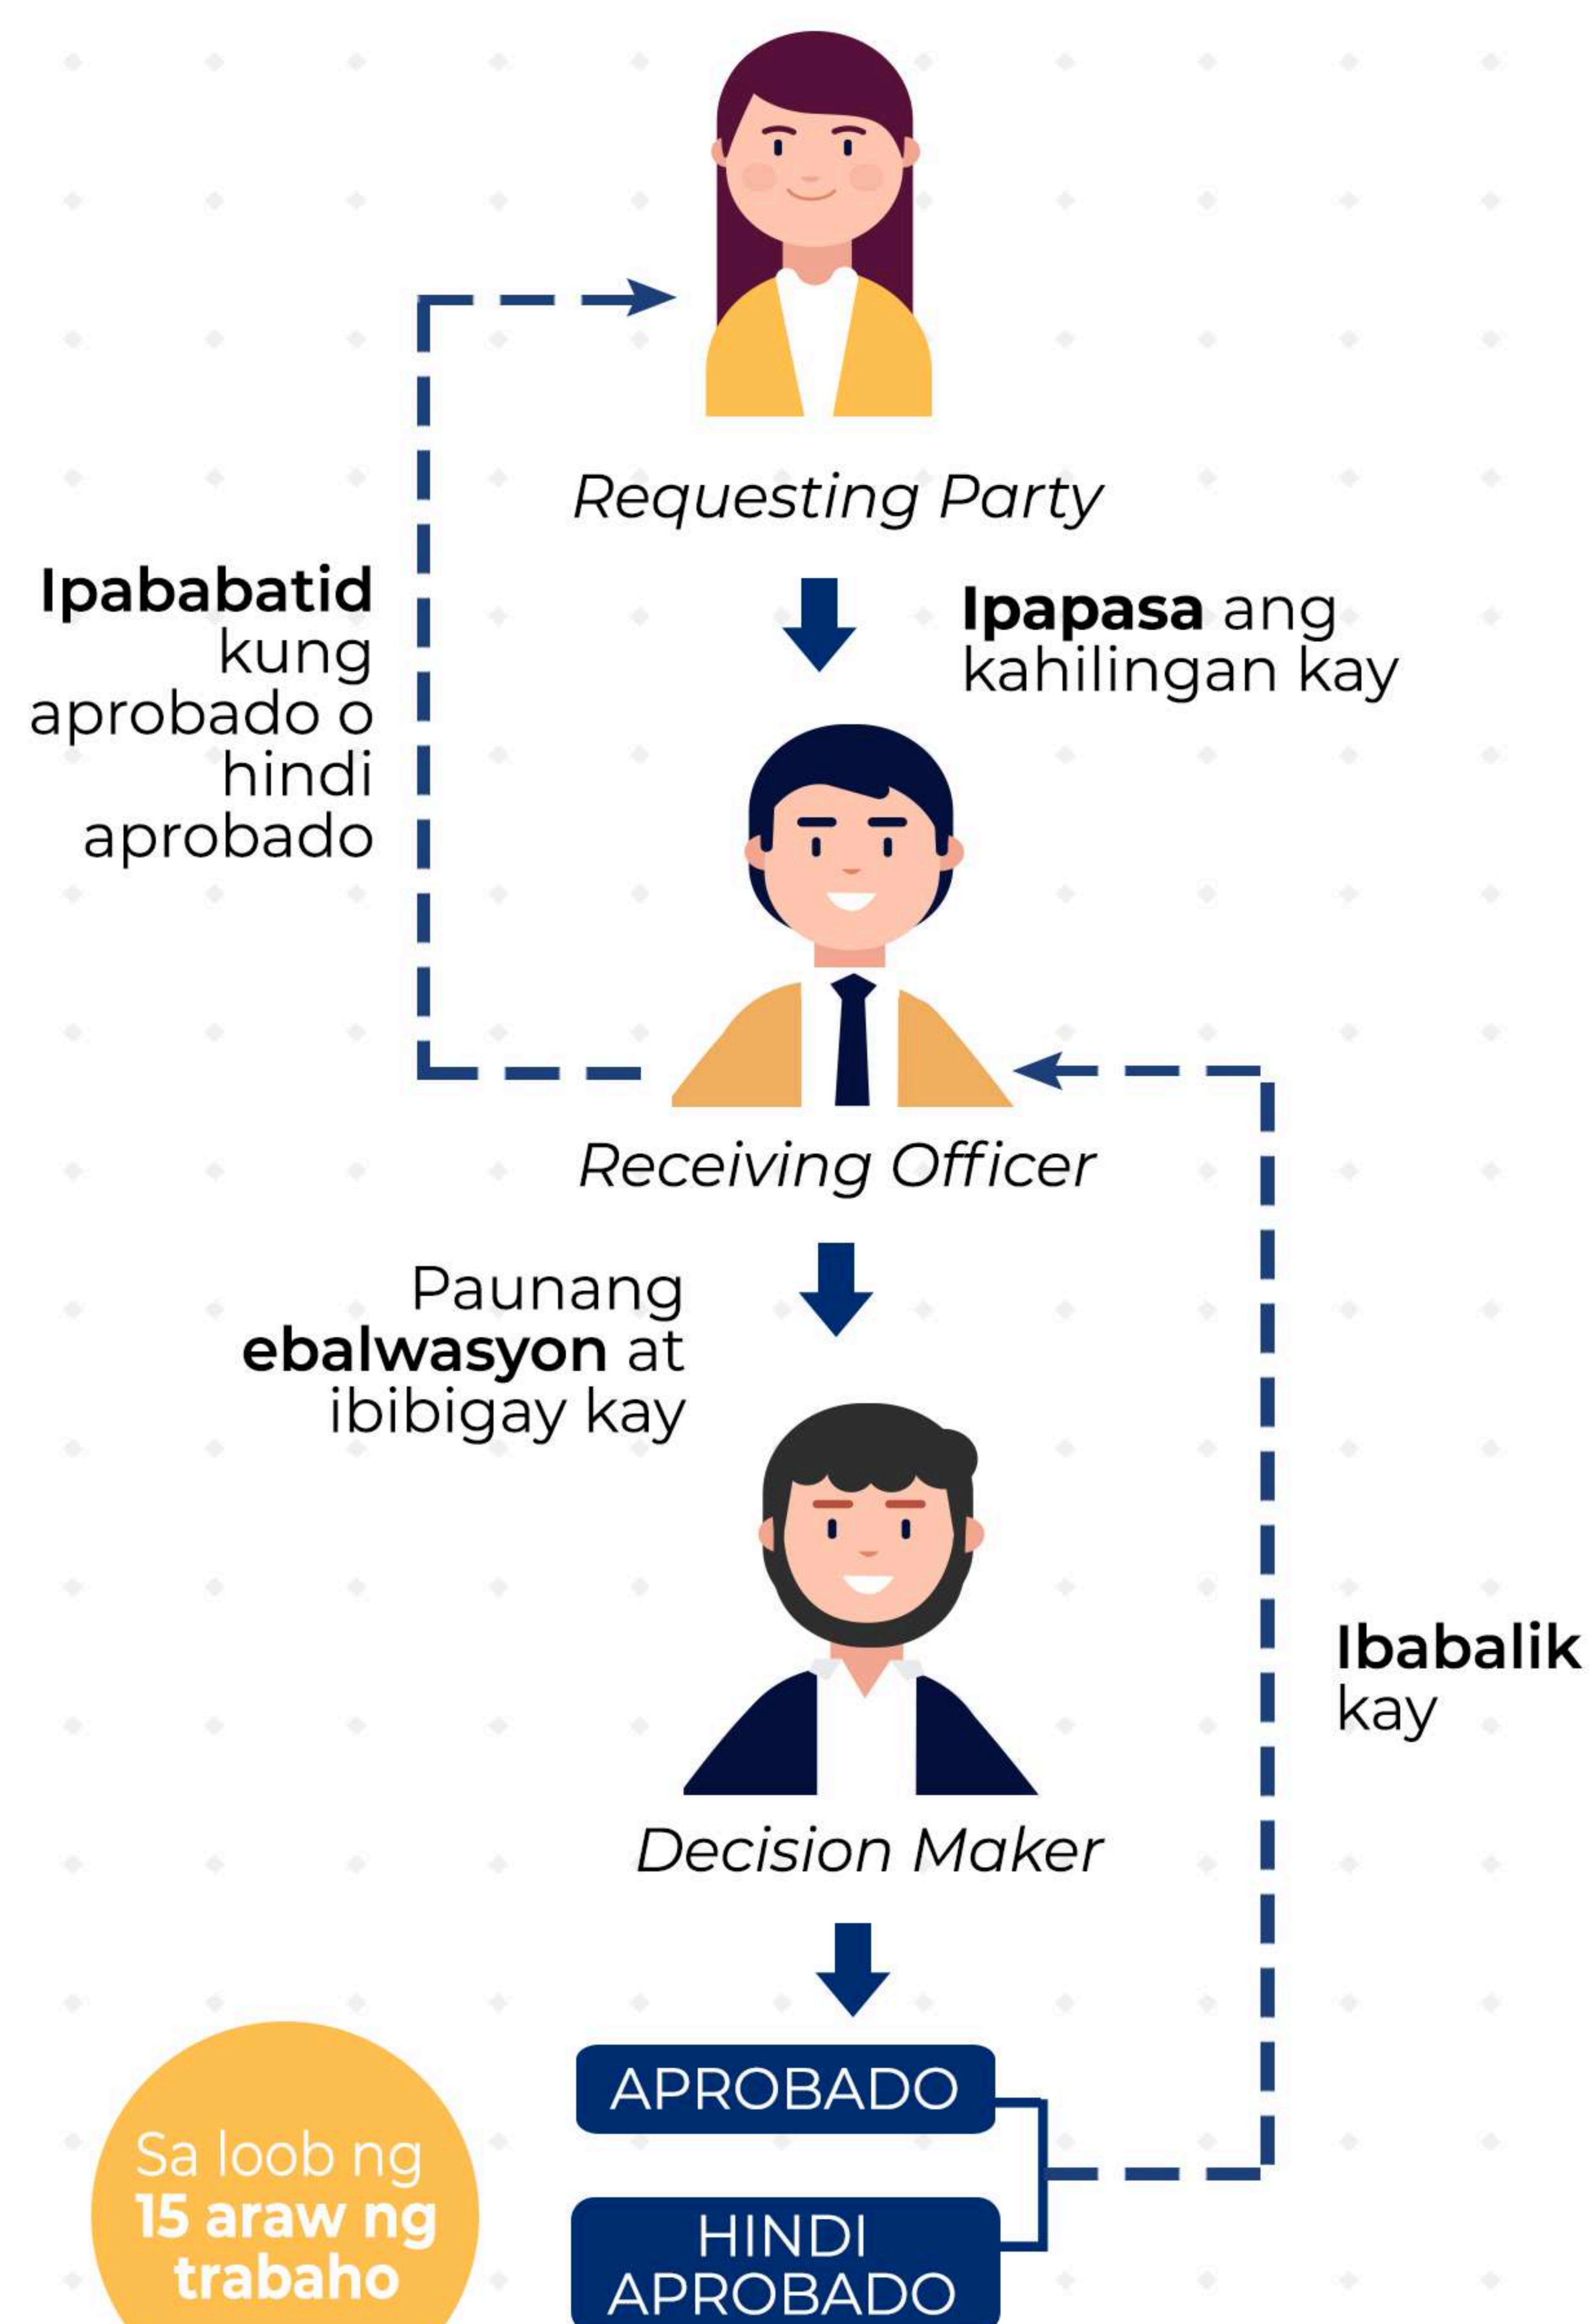 Requesting Party
Ipapasa ang
kahilingan kay
Ipababatid
kung
aprobado o
hindi
aprobado
Receiving Officer
Paunang
ebalwasyon at
ibibigay kay
Decision Maker
Ibabalik
kay
APROBADO
HINDI
APROBADO
Sa loob ng
15 araw ng
trabaho